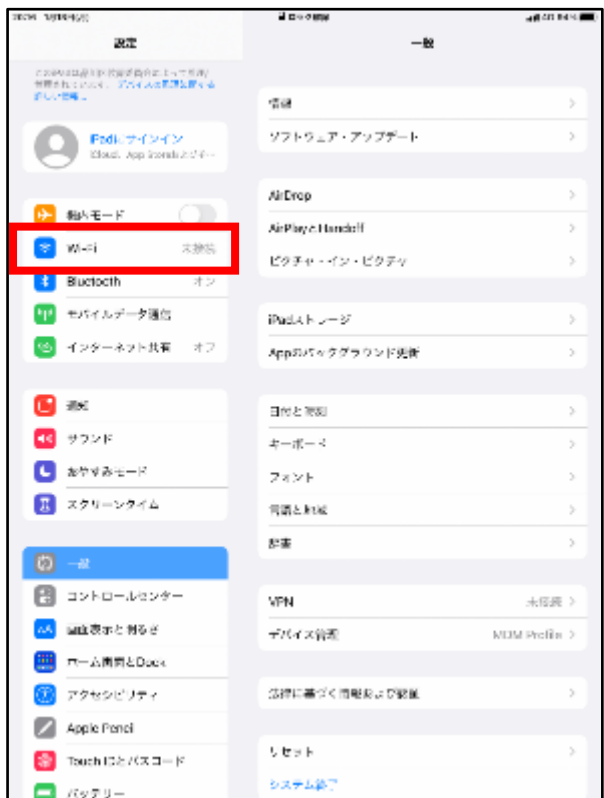 設定
一般
iPadにサインイン
機内モード
Wi-Fi 未接続
Bluetooth オン
モバイルデータ通信
インターネット共有 オフ
通知
サウンド
おやすみモード
スクリーンタイム
一般
コントロールセンター
画面表示と明るさ
ホーム画面とDock
アクセシビリティ
Apple Pencil
Touch IDとパスコード
バッテリー
情報
ソフトウェア・アップデート
AirDrop
AirPlayとHandoff
ピクチャ・イン・ピクチャ
iPadストレージ
Appのバックグラウンド更新
日付と時刻
キーボード
フォント
言語と地域
辞書
VPN 未接続
デバイス管理 MDM Profile
法律に基づく情報および認証
リセット
システム終了